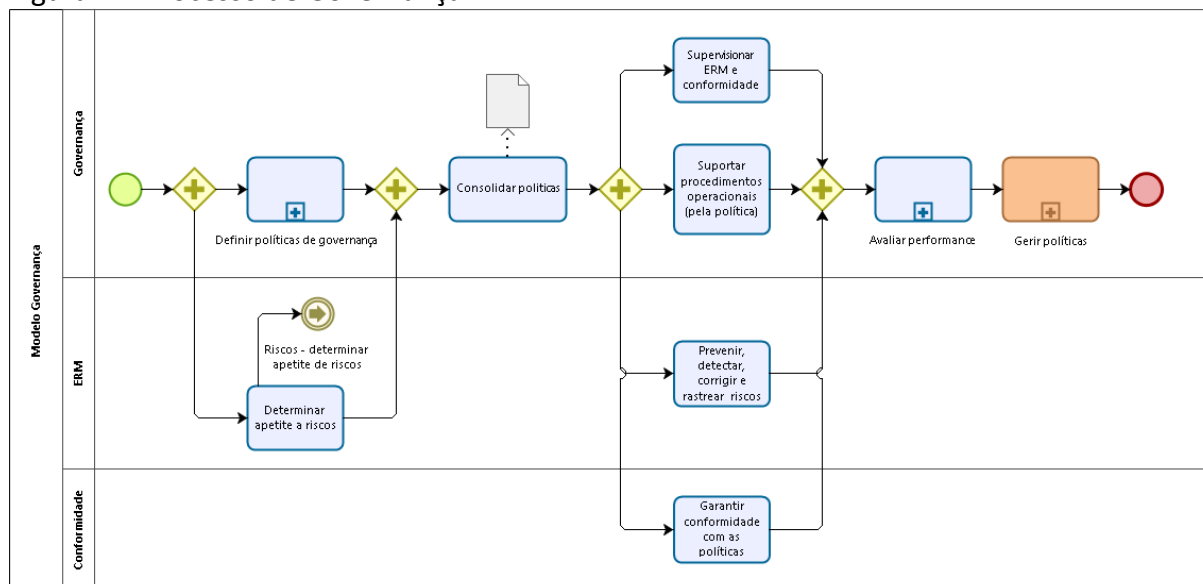 Modelo Governança
Governança
Supervisionar
ERM e
conformidade
Consolidar políticas
Suportar
procedimentos
operacionais
(pela política)
Definir políticas de governança
Avaliar performance
Gerir políticas
ERM
Riscos - determinar
apetite de riscos
Determinar
apetite a riscos
Prevenir,
detectar,
corrigir e
rastrear riscos
Conformidade
Garantir
conformidade
com as
políticas